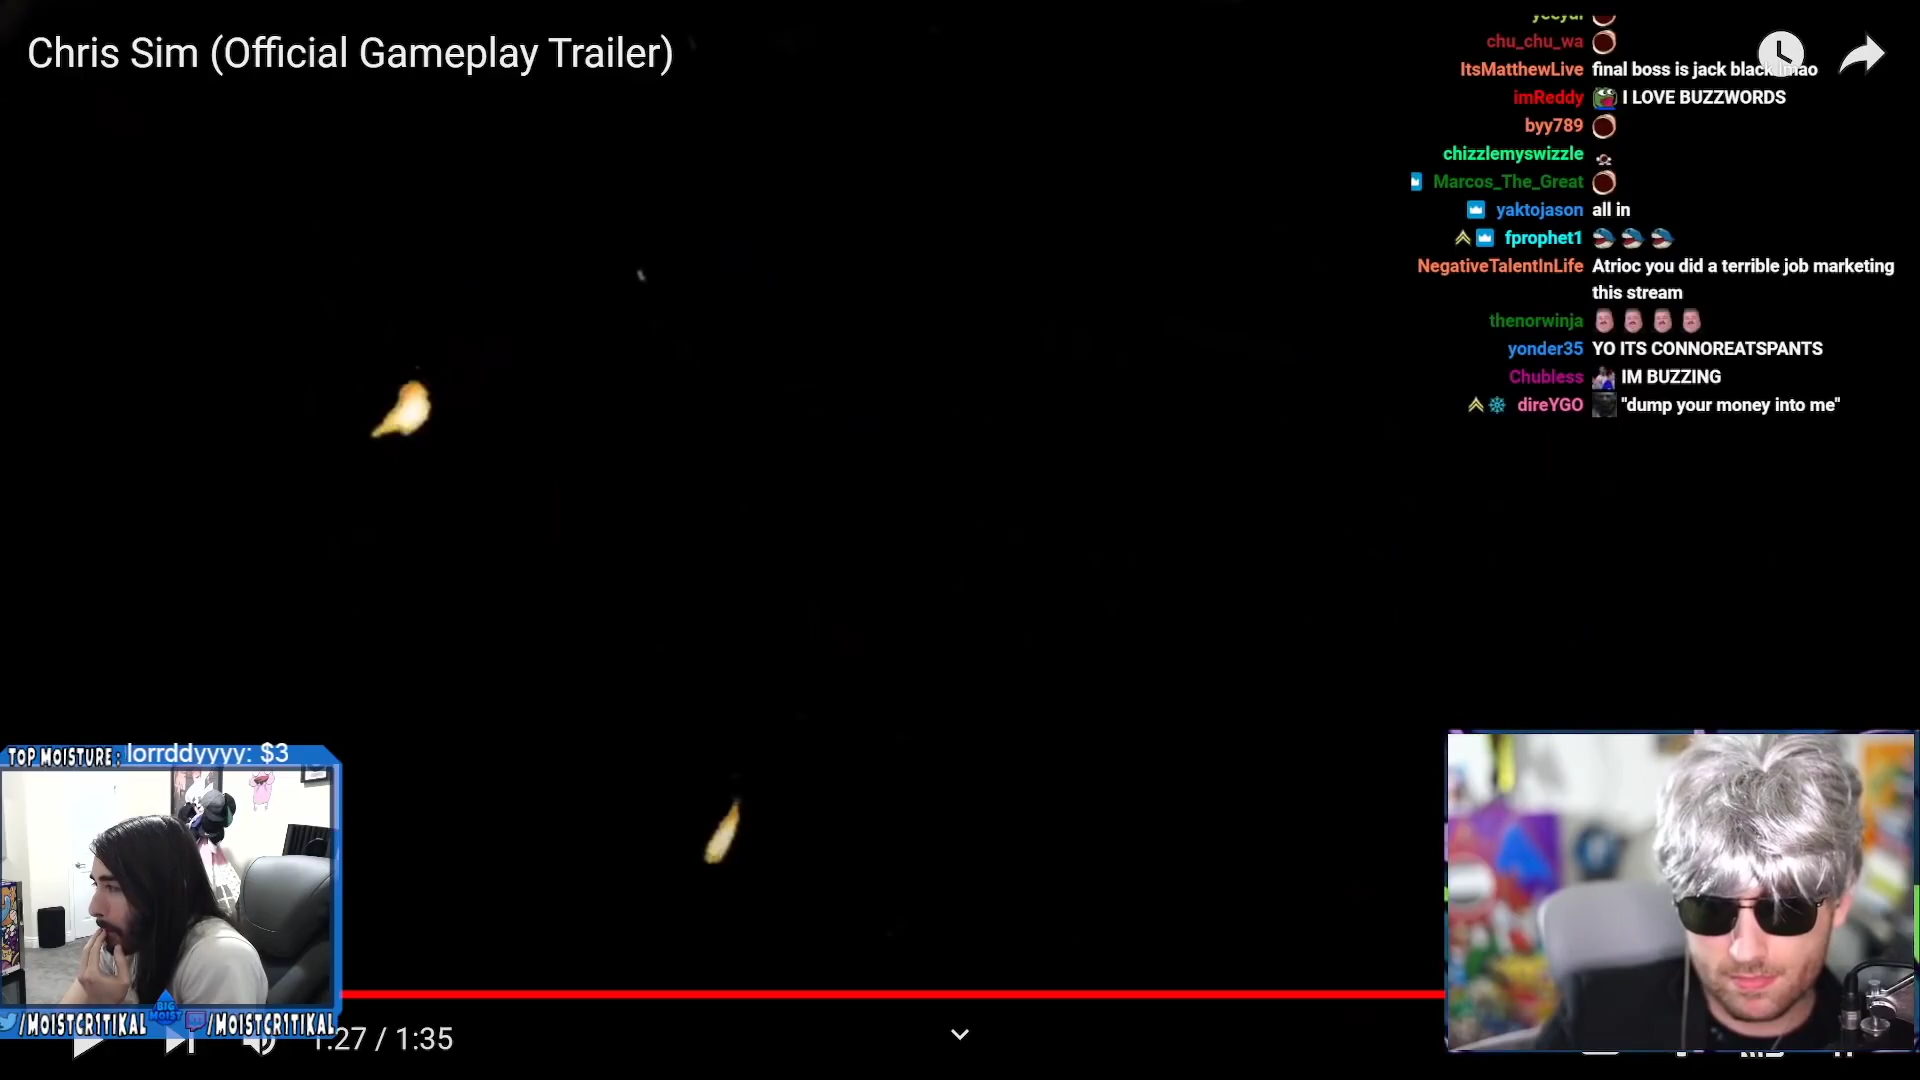 Chris Sim (Official Gameplay Trailer)
chu_chu_wa
ItsMatthewLive final boss is jack black lmao
imReddy I LOVE BUZZWORDS
byy789
chizzlemyswizzle
Marcos_The_Great
yaktojason all in
fprophet1
NegativeTalentInLife Atrioc you did a terrible job marketing
this stream
thenorwinja
yonder35 YO ITS CONNOREATSPANTS
Chubless IM BUZZING
direYGO "dump your money into me"
TOP MOISTURE: lorrddyyyy: $3
BIG
MOIST
/MOISTCR1TIKAL /MOISTCR1TIKAL
1:27 / 1:35